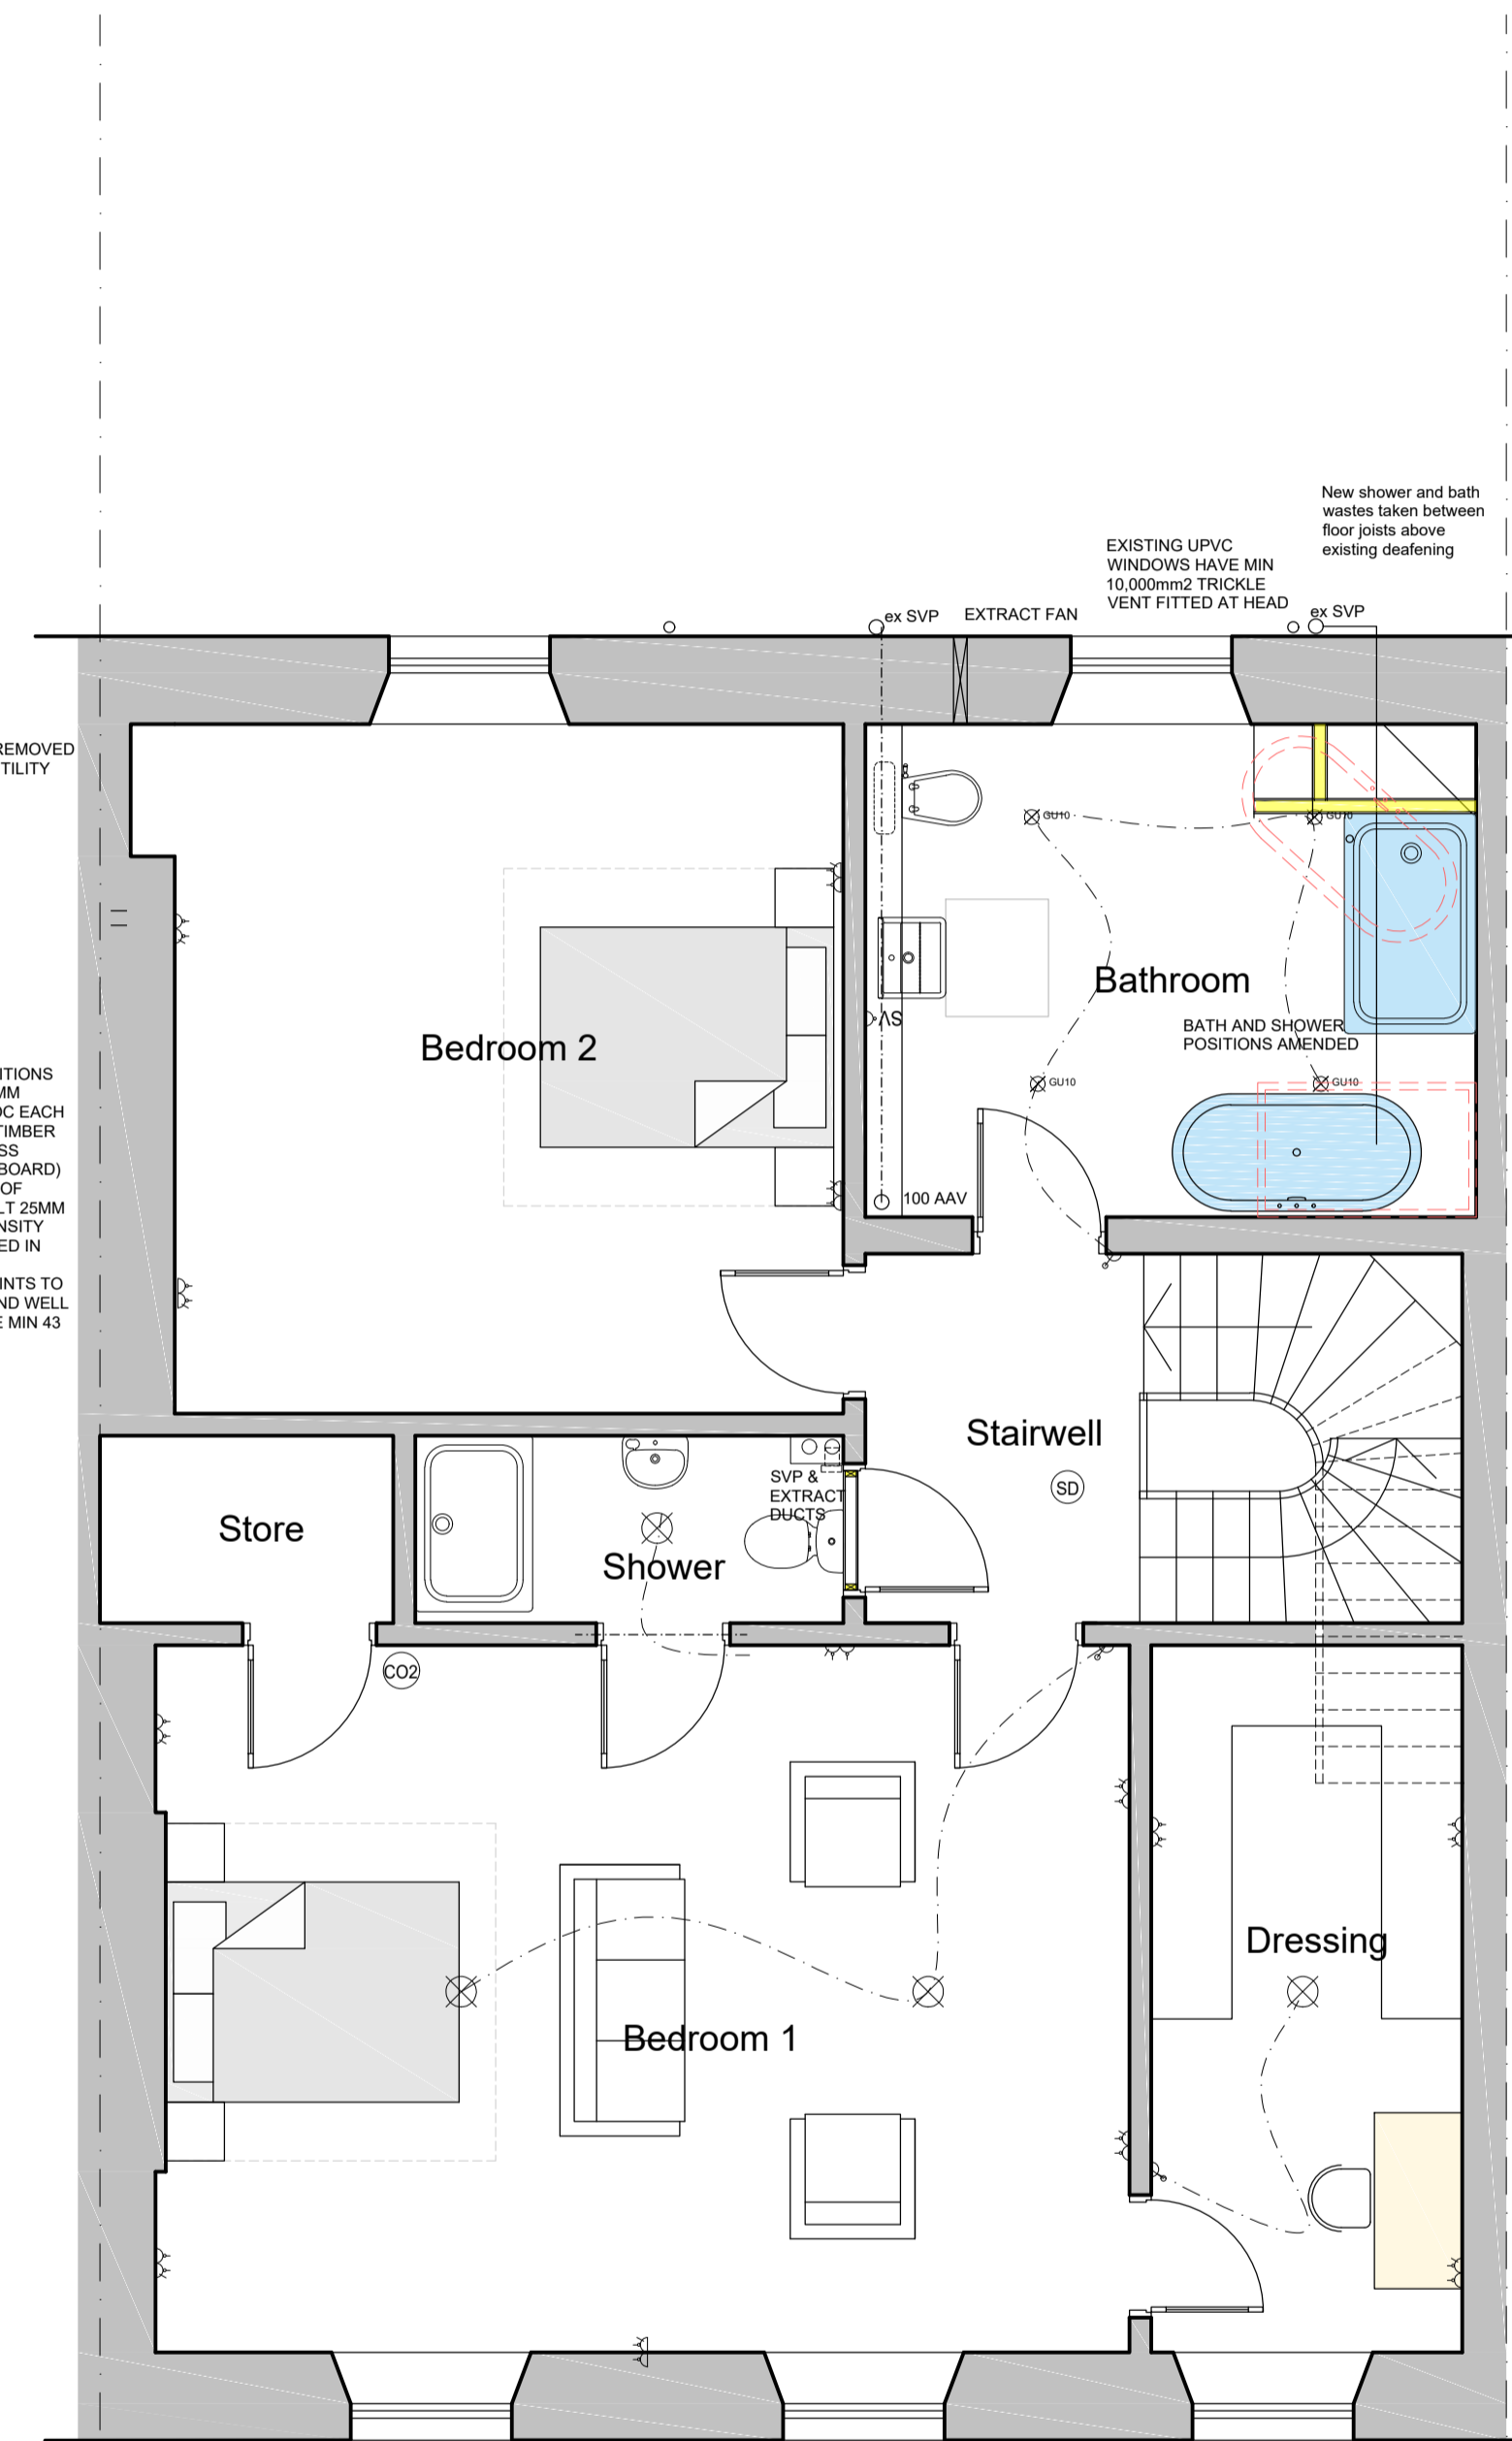 New shower and bath
wastes taken between
floor joists above
existing deafening
EXISTING UPVC
WINDOWS HAVE MIN
10,000mm2 TRICKLE
VENT FITTED AT HEAD
ex SVP
EXTRACT FAN
ex SVP
REMOVED
TILITY
GU10
GU10
Bathroom
SV
BATH AND SHOWER
POSITIONS AMENDED
Bedroom 2
GU10
GU10
ITIONS
MM
OC EACH
TIMBER
SS
BOARD)
OF
LT 25MM
NSITY
ED IN
INTS TO
ND WELL
E MIN 43
100 AAV
Stairwell
SD
SVP &
EXTRACT
DUCTS
Store
Shower
CO2
Dressing
Bedroom 1